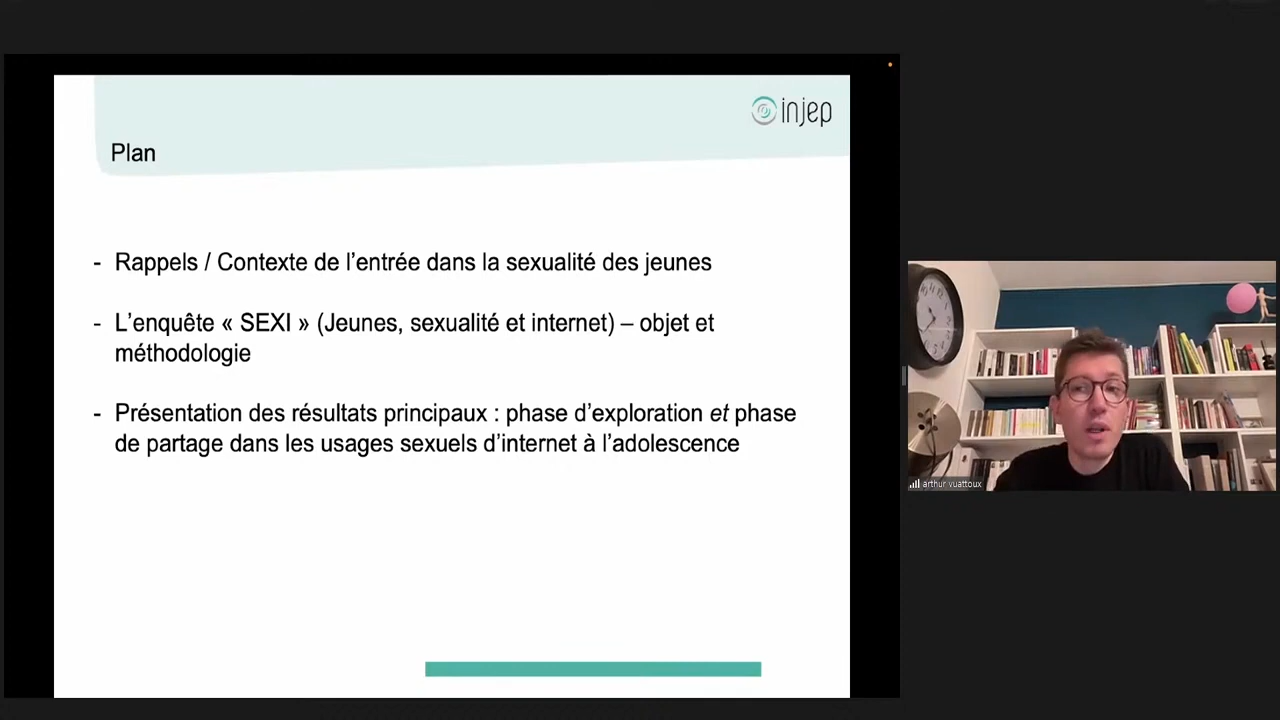 injep
Plan
- Rappels / Contexte de l’entrée dans la sexualité des jeunes
- L’enquête « SEXI » (Jeunes, sexualité et internet) – objet et
méthodologie
- Présentation des résultats principaux : phase d’exploration et phase
de partage dans les usages sexuels d’internet à l’adolescence
arthur vuattoux